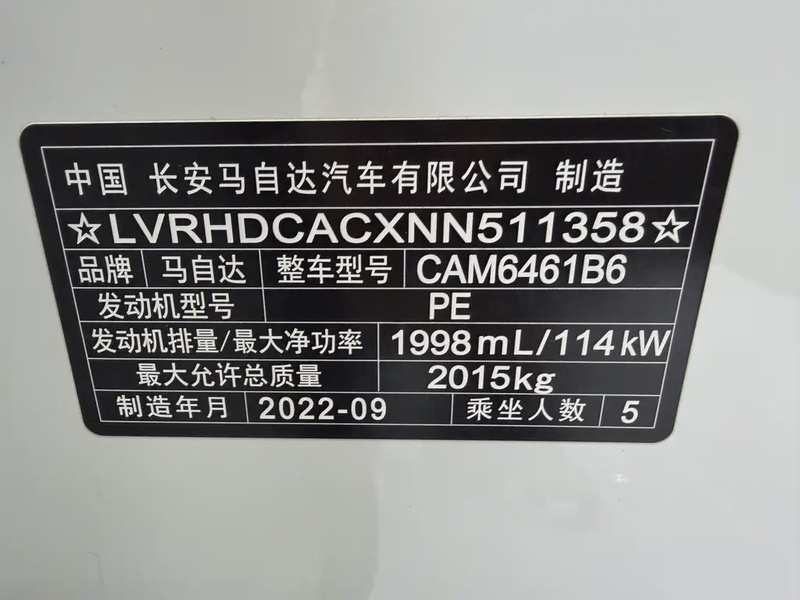 中国 长安马自达汽车有限公司 制造
☆LVRHDCACXNN511358☆
品牌 马自达 整车型号 CAM6461B6
发动机型号 PE
发动机排量/最大净功率 1998mL/114kW
最大允许总质量 2015kg
制造年月 2022-09 乘坐人数 5